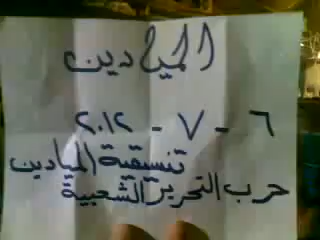 الميادين
٦ - ٧ - ٢٠١٢
تنسيقية الميادين
حرب التحرير الشعبية